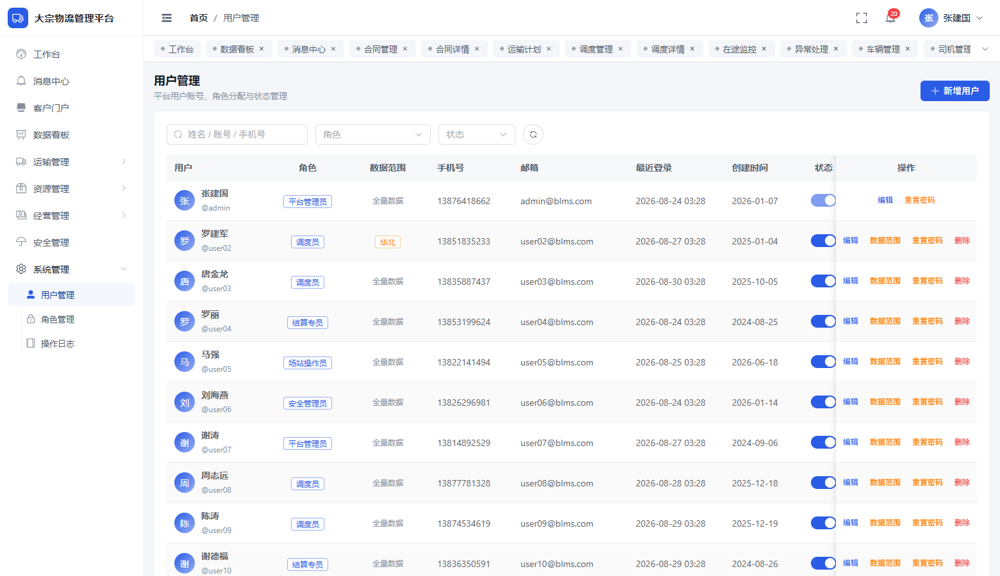 大宗物流管理平台
首页 / 用户管理
20
张 张建国
工作台 数据看板 × 消息中心 × 合同管理 × 合同详情 × 运输计划 × 调度管理 × 调度详情 × 在途监控 × 异常处理 × 车辆管理 × 司机管理
工作台
消息中心
客户门户
数据看板
运输管理
资源管理
经营管理
安全管理
系统管理
用户管理
角色管理
操作日志
用户管理
平台用户账号、角色分配与状态管理
新增用户
姓名 / 账号 / 手机号 角色 状态
用户 角色 数据范围 手机号 邮箱 最近登录 创建时间 状态 操作
张 张建国 @admin 平台管理员 全量数据 13876418662 admin@blms.com 2026-08-24 03:28 2026-01-07 编辑 重置密码
罗 罗建军 @user02 调度员 华北 13851835233 user02@blms.com 2026-08-27 03:28 2025-01-04 编辑 数据范围 重置密码 删除
唐 唐金龙 @user03 调度员 全量数据 13835887437 user03@blms.com 2026-08-30 03:28 2025-10-05 编辑 数据范围 重置密码 删除
罗 罗丽 @user04 结算专员 全量数据 13853199624 user04@blms.com 2026-08-24 03:28 2024-08-25 编辑 数据范围 重置密码 删除
马 马强 @user05 场站操作员 全量数据 13822141494 user05@blms.com 2026-08-25 03:28 2026-06-18 编辑 数据范围 重置密码 删除
刘 刘海燕 @user06 安全管理员 全量数据 13826296981 user06@blms.com 2026-08-24 03:28 2026-01-14 编辑 数据范围 重置密码 删除
谢 谢涛 @user07 平台管理员 全量数据 13814892529 user07@blms.com 2026-08-27 03:28 2024-09-06 编辑 数据范围 重置密码 删除
周 周志远 @user08 调度员 全量数据 13877781328 user08@blms.com 2026-08-28 03:28 2025-12-18 编辑 数据范围 重置密码 删除
陈 陈涛 @user09 调度员 全量数据 13874534619 user09@blms.com 2026-08-29 03:28 2025-12-19 编辑 数据范围 重置密码 删除
谢 谢德福 @user10 结算专员 全量数据 13836350591 user10@blms.com 2026-08-29 03:28 2024-08-26 编辑 数据范围 重置密码 删除